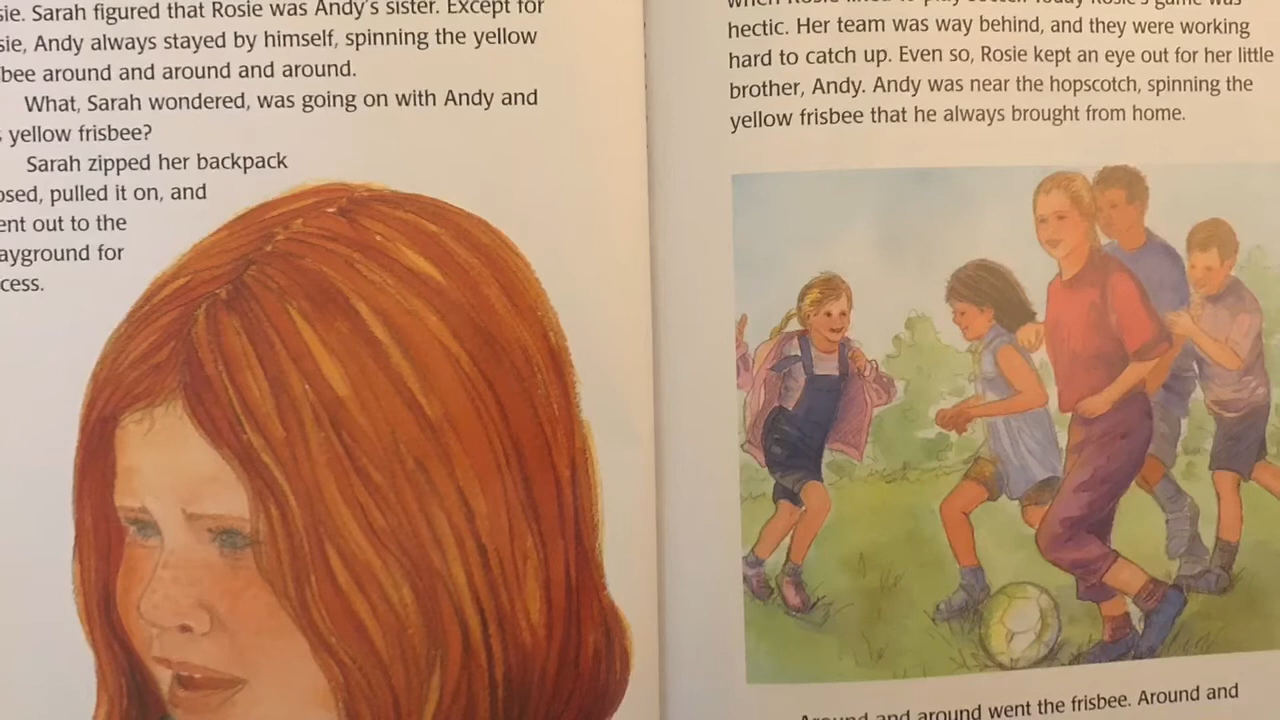 sie. Sarah figured that Rosie was Andy's sister. Except for
sie, Andy always stayed by himself, spinning the yellow
bee around and around and around.
What, Sarah wondered, was going on with Andy and
yellow frisbee?
Sarah zipped her backpack
osed, pulled it on, and
ent out to the
ayground for
cess.
hectic. Her team was way behind, and they were working
hard to catch up. Even so, Rosie kept an eye out for her little
brother, Andy. Andy was near the hopscotch, spinning the
yellow frisbee that he always brought from home.
Around and around went the frisbee. Around and